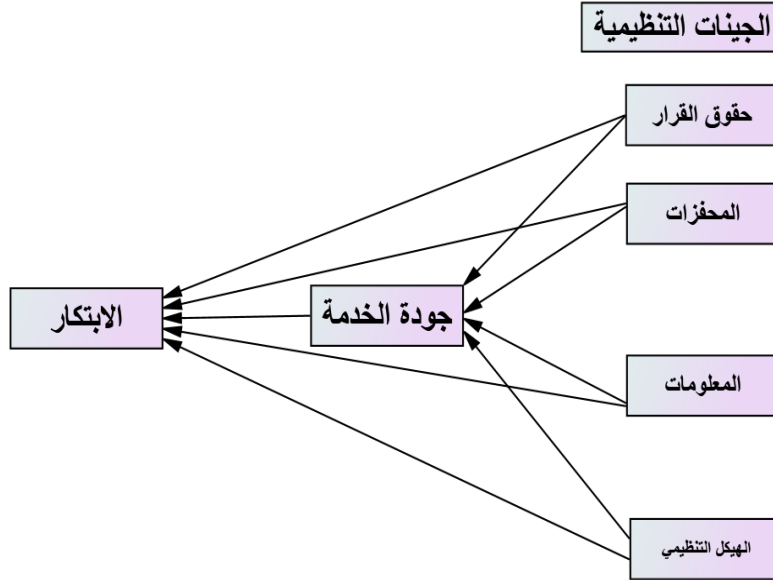 الجينات التنظيمية
حقوق القرار
المحفزات
جودة الخدمة
الابتكار
المعلومات
الهيكل التنظيمي